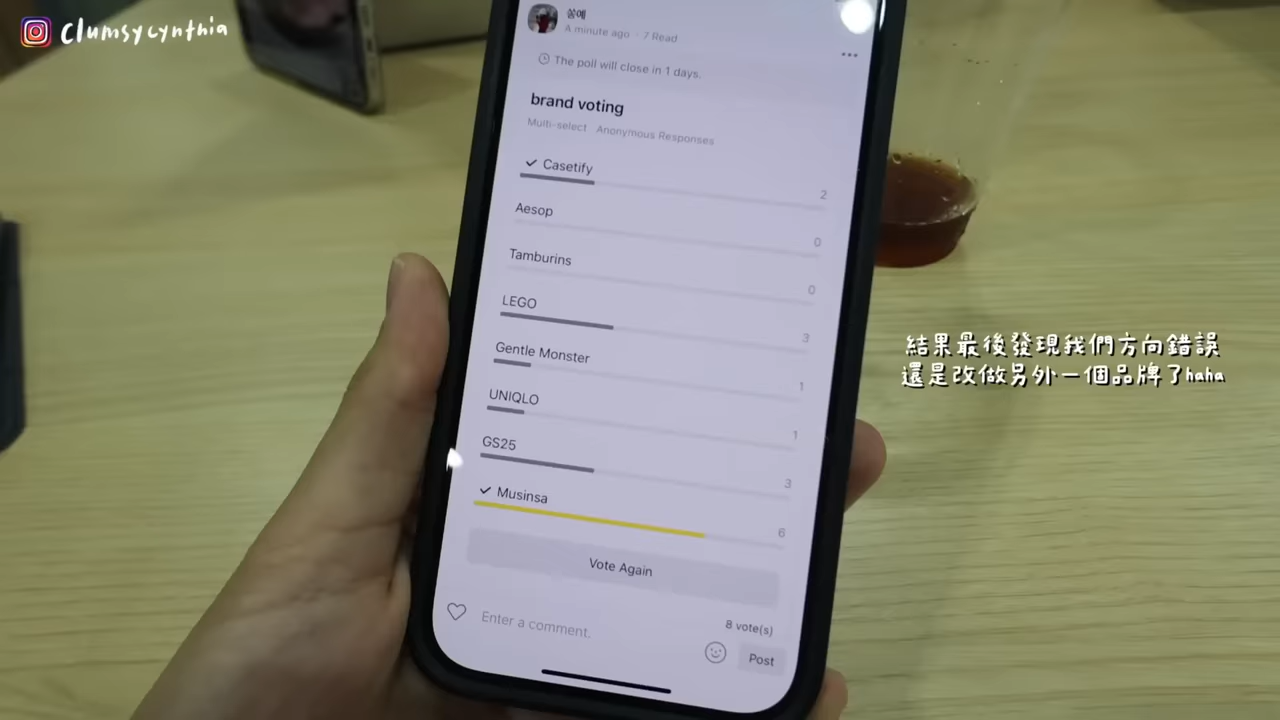 clumsycynthia
쑹예
A minute ago · 7 Read
The poll will close in 1 days.
brand voting
Multi-select Anonymous Responses
Casetify
2
Aesop
0
Tamburins
0
LEGO
3
Gentle Monster
1
UNIQLO
1
GS25
3
Musinsa
6
Vote Again
8 vote(s)
Enter a comment.
Post
結果最後發現我們方向錯誤
還是改做另外一個品牌了haha